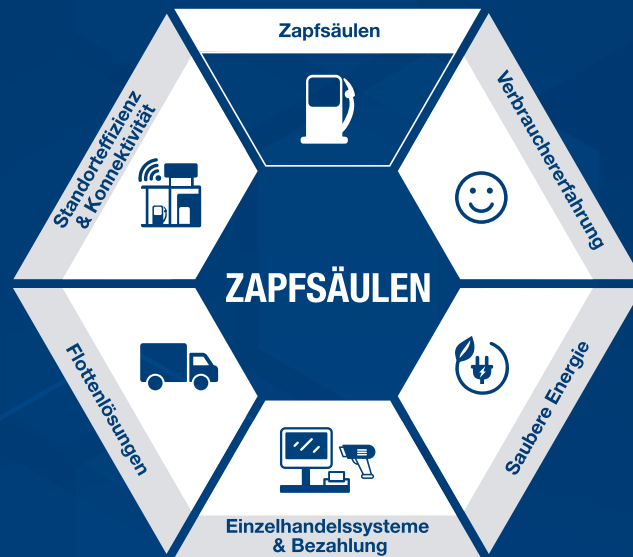 Zapfsäulen
Standorteffizienz
& Konnektivität
Verbrauchererfahrung
ZAPFSÄULEN
Flottenlösungen
Saubere Energie
Einzelhandelssysteme
& Bezahlung